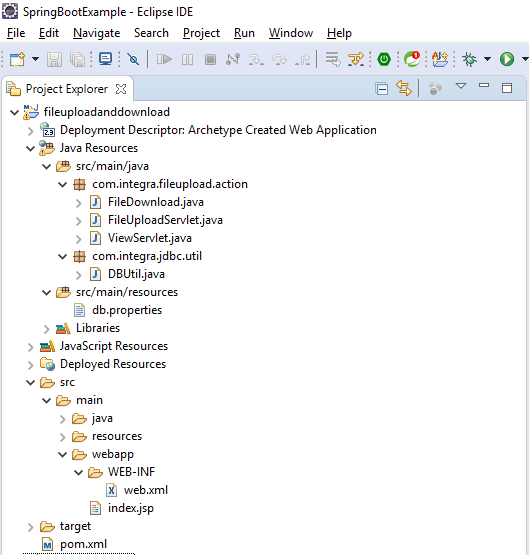 SpringBootExample - Eclipse IDE
File Edit Navigate Search Project Run Window Help
Project Explorer
fileuploadanddownload
2.3 Deployment Descriptor: Archetype Created Web Application
Java Resources
src/main/java
com.integra.fileupload.action
FileDownload.java
FileUploadServlet.java
ViewServlet.java
com.integra.jdbc.util
DBUtil.java
src/main/resources
db.properties
Libraries
JavaScript Resources
Deployed Resources
src
main
java
resources
webapp
WEB-INF
web.xml
index.jsp
target
pom.xml